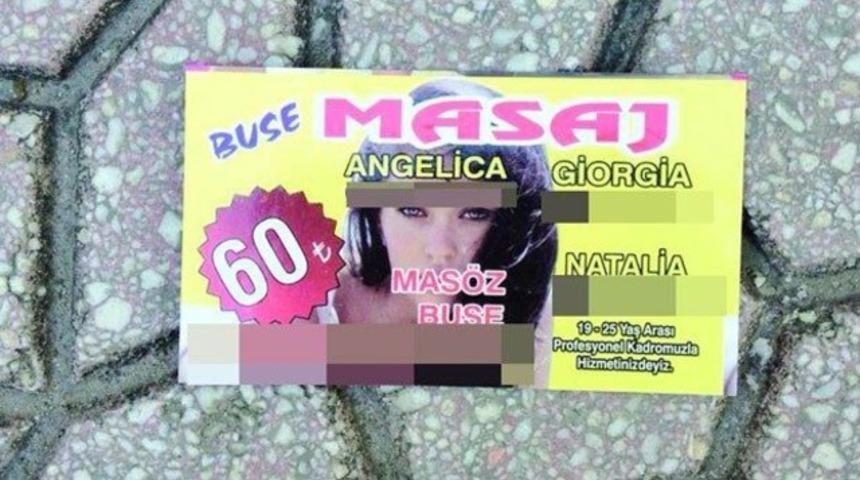 BUSE MASAJ
ANGELİCA
GİORGİA
60 ₺
MASÖZ
BUSE
NATALİA
19 - 25 Yaş Arası
Profesyonel Kadromuzla
Hizmetinizdeyiz.